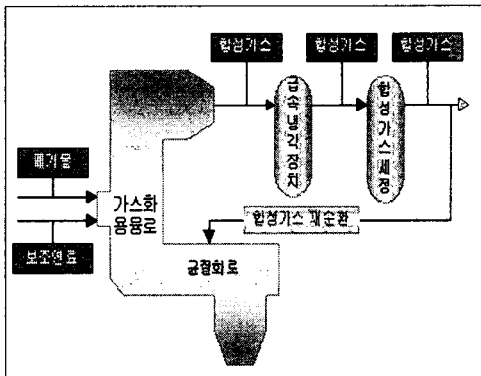 합성가스 합성가스 합성가스
급속냉각장치
합성가스세정
폐기물
가스화
용융로
보조연료
합성가스 재순환
균질화로